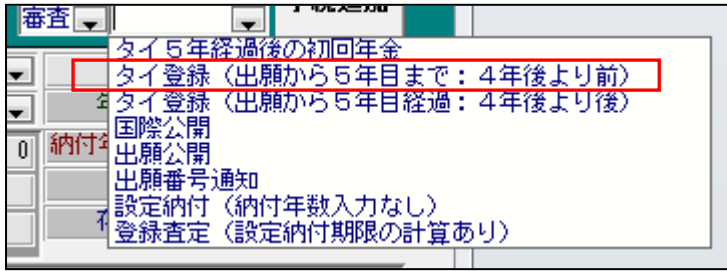 審査
タイ５年経過後の初回年金
タイ登録（出願から５年目まで：４年後より前）
タイ登録（出願から５年目経過：４年後より後）
国際公開
0
納付
出願公開
出願番号通知
設定納付（納付年数入力なし）
登録査定（設定納付期限の計算あり）